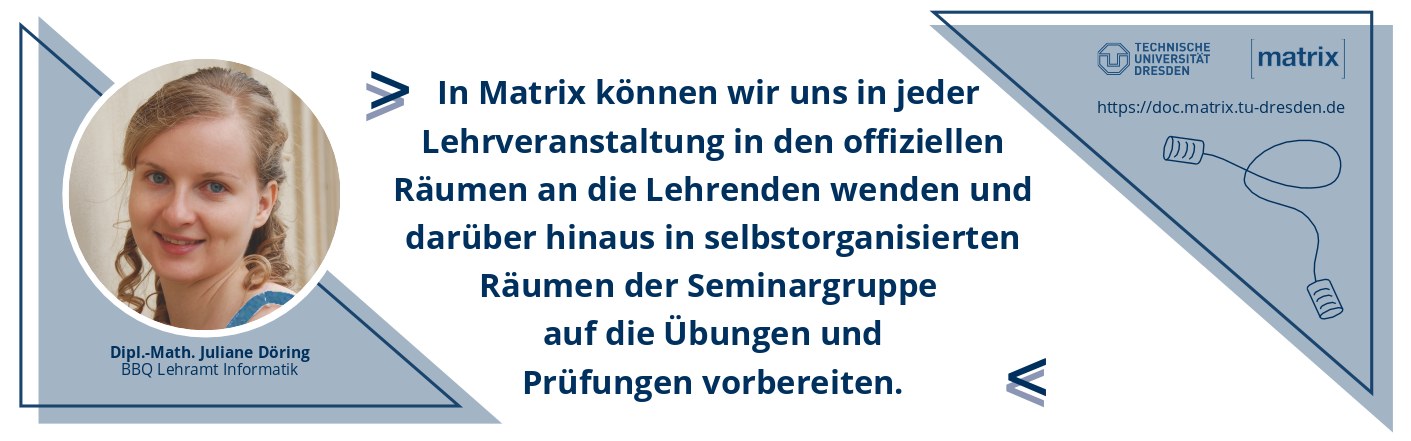 In Matrix können wir uns in jeder
Lehrveranstaltung in den offiziellen
Räumen an die Lehrenden wenden und
darüber hinaus in selbstorganisierten
Räumen der Seminargruppe
auf die Übungen und
Prüfungen vorbereiten.
Dipl.-Math. Juliane Döring
BBQ Lehramt Informatik
TECHNISCHE
UNIVERSITÄT
DRESDEN
[matrix]
https://doc.matrix.tu-dresden.de